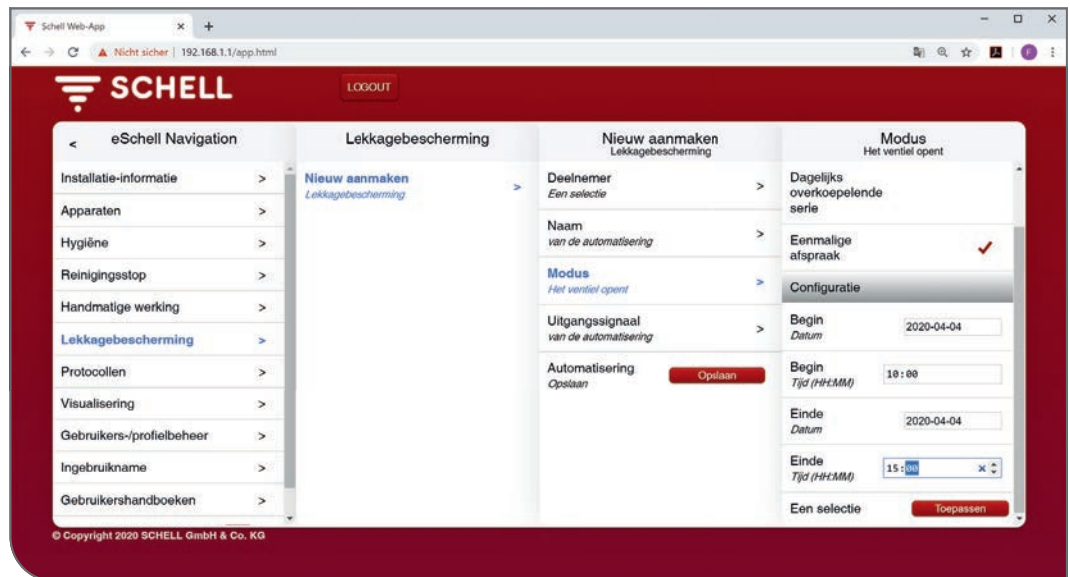 Schell Web-App
Nicht sicher | 192.168.1.1/app.html
F
SCHELL
LOGOUT
< eSchell Navigation
Installatie-informatie >
Apparaten >
Hygiëne >
Reinigingsstop >
Handmatige werking >
Lekkagebescherming >
Protocollen >
Visualisering >
Gebruikers-/profielbeheer >
Ingebruikname >
Gebruikershandboeken >
Lekkagebescherming
Nieuw aanmaken >
Lekkagebescherming
Nieuw aanmaken
Lekkagebescherming
Deelnemer >
Een selectie
Naam >
van de automatisering
Modus >
Het ventiel opent
Uitgangssignaal >
van de automatisering
Automatisering
Opslaan
Opslaan
Modus
Het ventiel opent
Dagelijks
overkoepelende
serie
Eenmalige
afspraak
Configuratie
Begin
Datum
2020-04-04
Begin
Tijd (HH:MM)
10:00
Einde
Datum
2020-04-04
Einde
Tijd (HH:MM)
15:00
Een selectie
Toepassen
© Copyright 2020 SCHELL GmbH & Co. KG